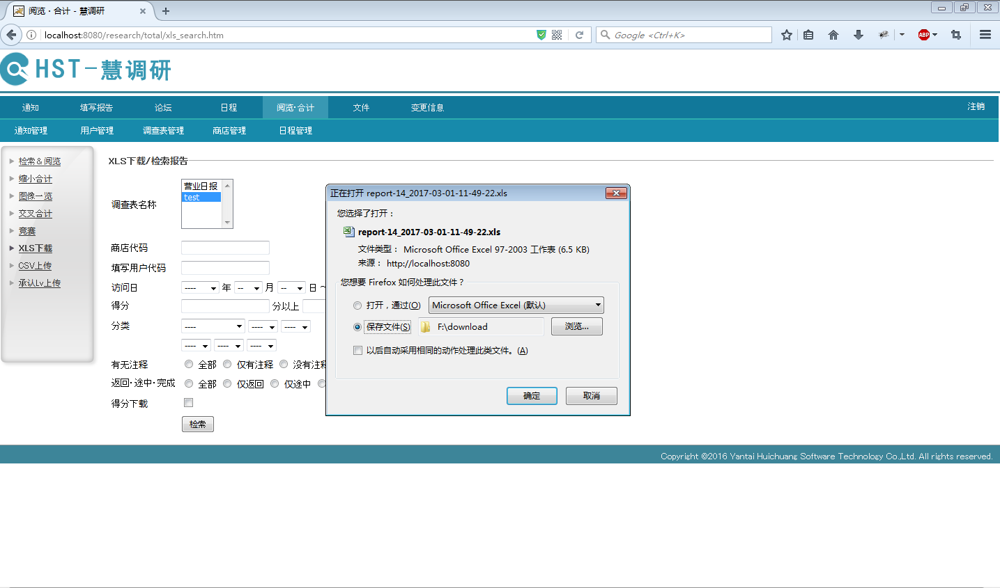 阅览 · 合计 - 慧调研
localhost:8080/research/total/xls_search.htm
Google <Ctrl+K>
ABP
HST-慧调研
通知 填写报告 论坛 日程 阅览·合计 文件 变更信息 注销
通知管理 用户管理 调查表管理 商店管理 日程管理
检索＆阅览
缩小合计
图像一览
交叉合计
竞赛
XLS下载
CSV上传
承认Lv上传
XLS下载/检索报告
调查表名称
营业日报
test
商店代码
填写用户代码
访问日 ---- 年 -- 月 -- 日 ~
得分 分以上
分类 ---- ---- ----
---- ---- ----
有无注释 全部 仅有注释 没有注释
返回·途中·完成 全部 仅返回 仅途中
得分下载
检索
正在打开 report-14_2017-03-01-11-49-22.xls
您选择了打开：
report-14_2017-03-01-11-49-22.xls
文件类型： Microsoft Office Excel 97-2003 工作表 (6.5 KB)
来源： http://localhost:8080
您想要 Firefox 如何处理此文件？
打开，通过(O) Microsoft Office Excel (默认)
保存文件(S) F:\download 浏览...
以后自动采用相同的动作处理此类文件。(A)
确定 取消
Copyright ©2016 Yantai Huichuang Software Technology Co.,Ltd. All rights reserved.